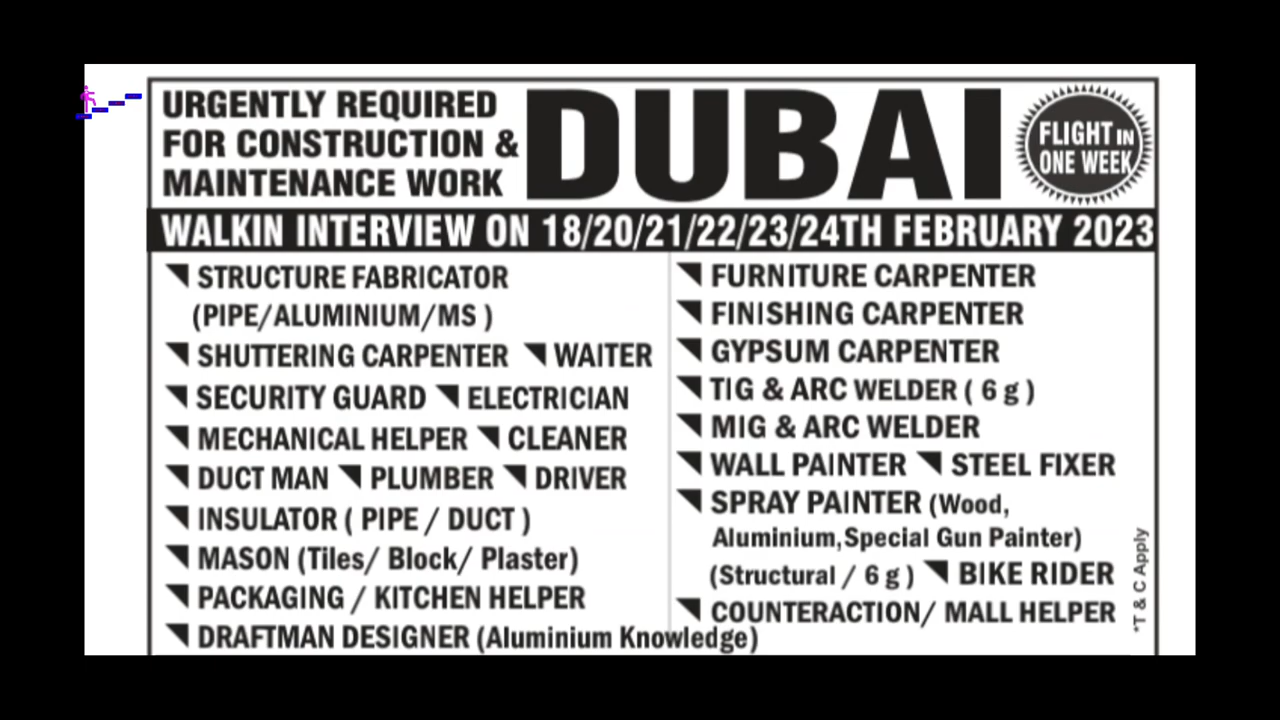 URGENTLY REQUIRED
FOR CONSTRUCTION &
MAINTENANCE WORK
DUBAI
FLIGHT IN
ONE WEEK
WALKIN INTERVIEW ON 18/20/21/22/23/24TH FEBRUARY 2023
STRUCTURE FABRICATOR
(PIPE/ALUMINIUM/MS )
SHUTTERING CARPENTER WAITER
SECURITY GUARD ELECTRICIAN
MECHANICAL HELPER CLEANER
DUCT MAN PLUMBER DRIVER
INSULATOR ( PIPE / DUCT )
MASON (Tiles/ Block/ Plaster)
PACKAGING / KITCHEN HELPER
DRAFTMAN DESIGNER (Aluminium Knowledge)
FURNITURE CARPENTER
FINISHING CARPENTER
GYPSUM CARPENTER
TIG & ARC WELDER ( 6 g )
MIG & ARC WELDER
WALL PAINTER STEEL FIXER
SPRAY PAINTER (Wood,
Aluminium,Special Gun Painter)
(Structural / 6 g ) BIKE RIDER
COUNTERACTION/ MALL HELPER
*T & C Apply